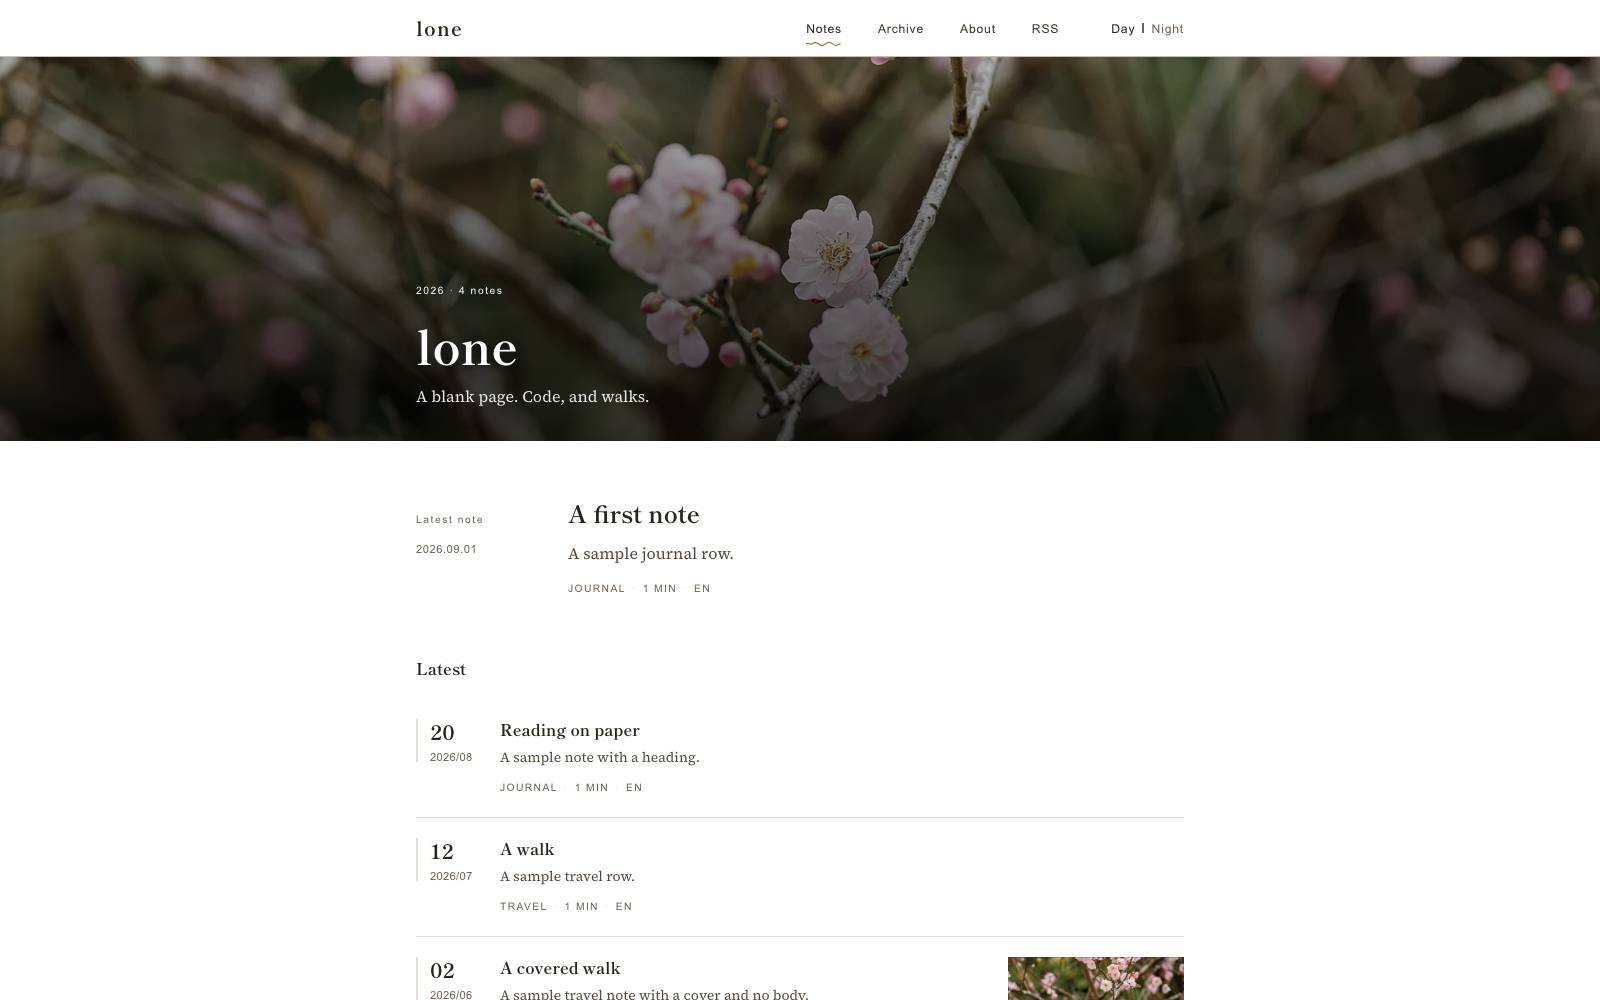 lone
Notes Archive About RSS Day | Night
2026 · 4 notes
lone
A blank page. Code, and walks.
Latest note
2026.09.01
A first note
A sample journal row.
JOURNAL · 1 MIN · EN
Latest
20
2026/08
Reading on paper
A sample note with a heading.
JOURNAL · 1 MIN · EN
12
2026/07
A walk
A sample travel row.
TRAVEL · 1 MIN · EN
02
2026/06
A covered walk
A sample travel note with a cover and no body.